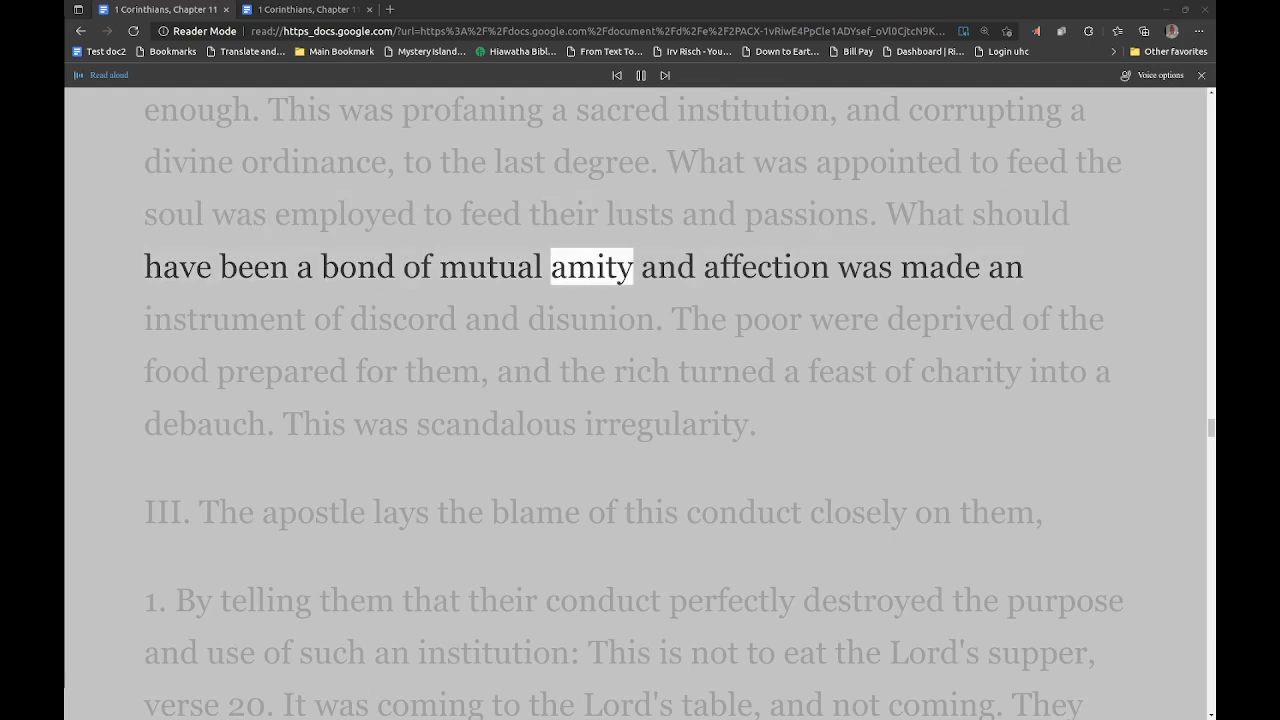 1 Corinthians, Chapter 11
1 Corinthians, Chapter 11
Reader Mode
read://https_docs.google.com/?url=https%3A%2F%2Fdocs.google.com%2Fdocument%2Fd%2Fe%2F2PACX-1vRiwE4PpCle1ADYsef_oVl0CjtcN9K...
Test doc2 Bookmarks Translate and... Main Bookmark Mystery Island... Hiawatha Bibl... From Text To... Irv Risch - You... Down to Eart... Bill Pay Dashboard | Ri... Login uhc Other favorites
Read aloud Voice options
enough. This was profaning a sacred institution, and corrupting a
divine ordinance, to the last degree. What was appointed to feed the
soul was employed to feed their lusts and passions. What should
have been a bond of mutual amity and affection was made an
instrument of discord and disunion. The poor were deprived of the
food prepared for them, and the rich turned a feast of charity into a
debauch. This was scandalous irregularity.
III. The apostle lays the blame of this conduct closely on them,
1. By telling them that their conduct perfectly destroyed the purpose
and use of such an institution: This is not to eat the Lord's supper,
verse 20. It was coming to the Lord's table, and not coming. They